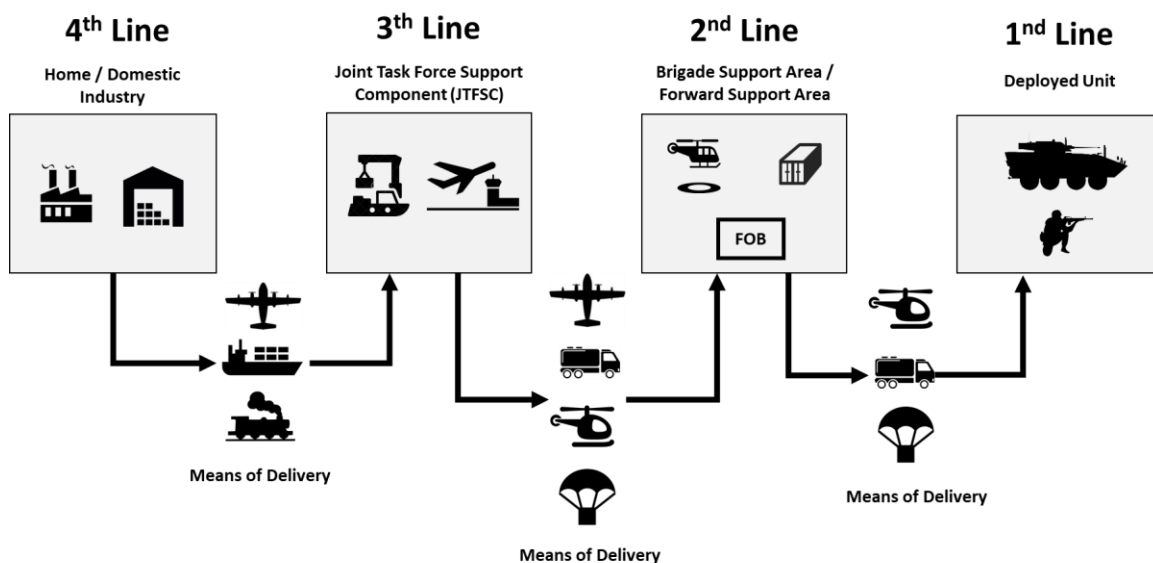 4th Line
Home / Domestic
Industry
3th Line
Joint Task Force Support
Component (JTFSC)
2nd Line
Brigade Support Area /
Forward Support Area
FOB
1nd Line
Deployed Unit
Means of Delivery
Means of Delivery
Means of Delivery